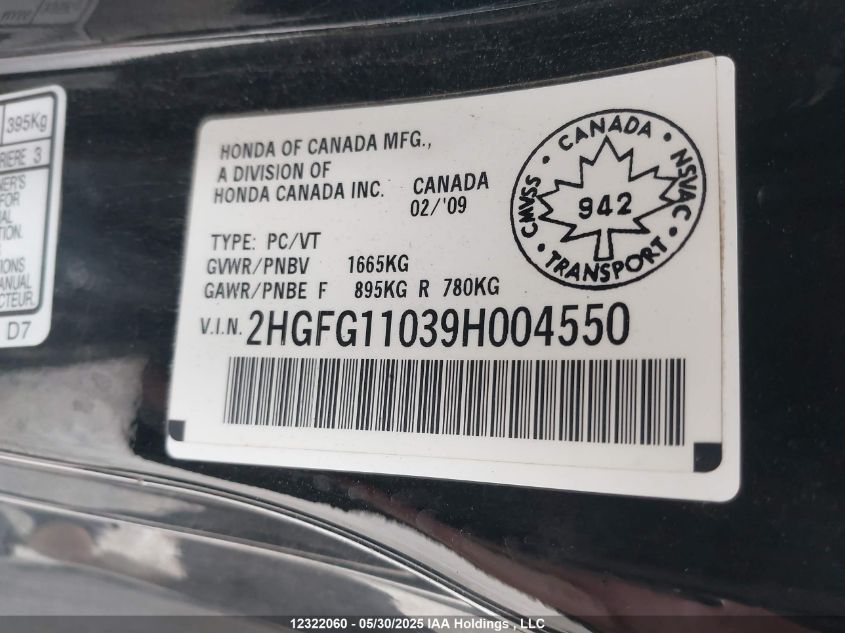 395Kg
RIERE 3
NER'S
FOR
AL
TION.
IONS
MANUAL
CTEUR.
D7
HONDA OF CANADA MFG.,
A DIVISION OF
HONDA CANADA INC.
CANADA
02/'09
TYPE: PC/VT
GVWR/PNBV 1665KG
GAWR/PNBE F 895KG R 780KG
V.I.N. 2HGFG11039H004550
CANADA
CMVSS
942
NSVAC
TRANSPORT
12322060 - 05/30/2025 IAA Holdings , LLC